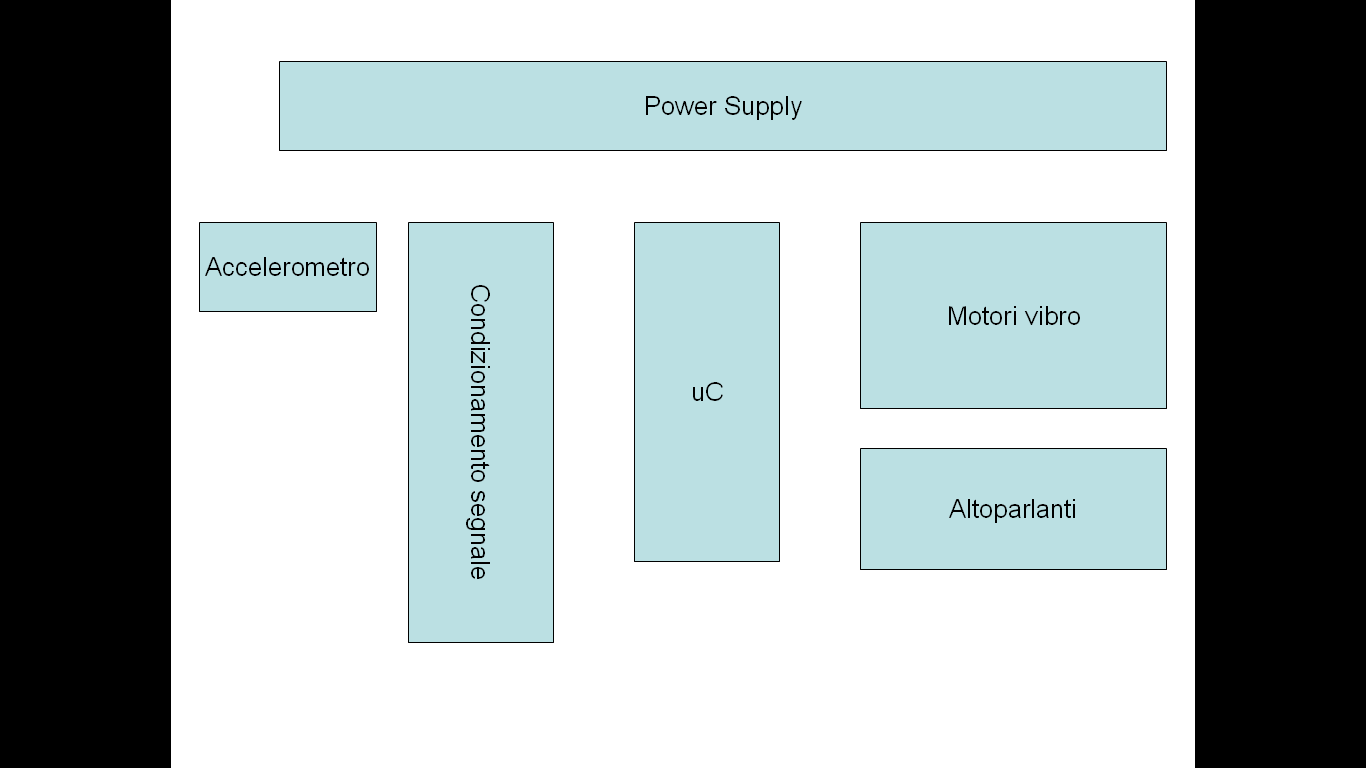 Power Supply
Accelerometro
Condizionamento segnale
uC
Motori vibro
Altoparlanti